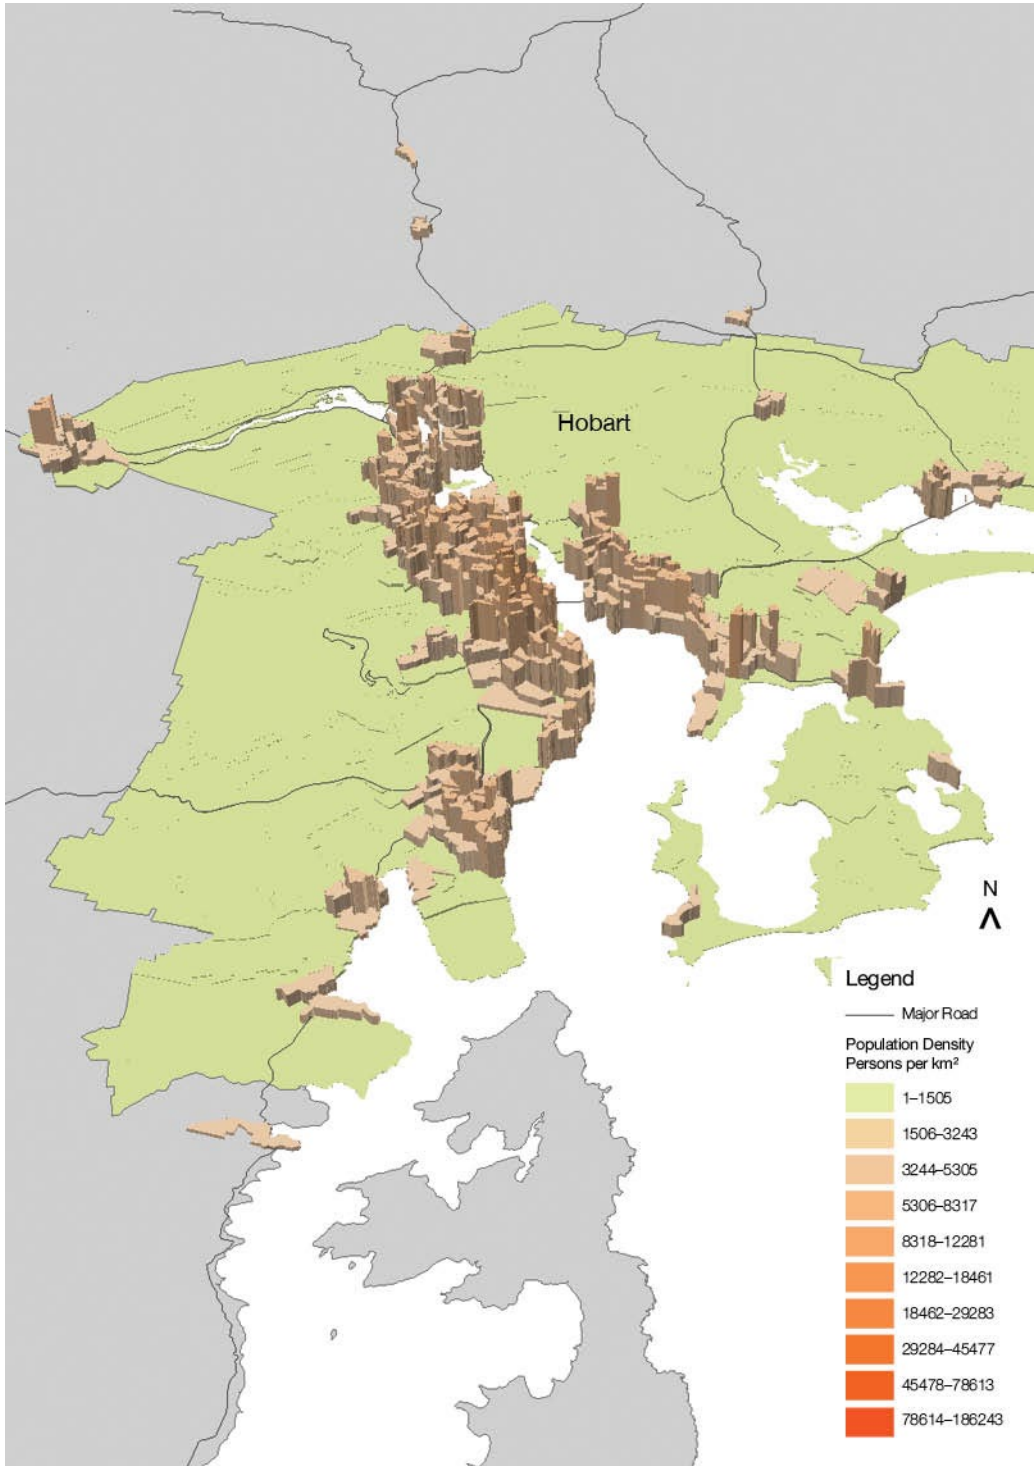 Hobart
N
Legend
Major Road
Population Density
Persons per km²
1–1505
1506–3243
3244–5305
5306–8317
8318–12281
12282–18461
18462–29283
29284–45477
45478–78613
78614–186243